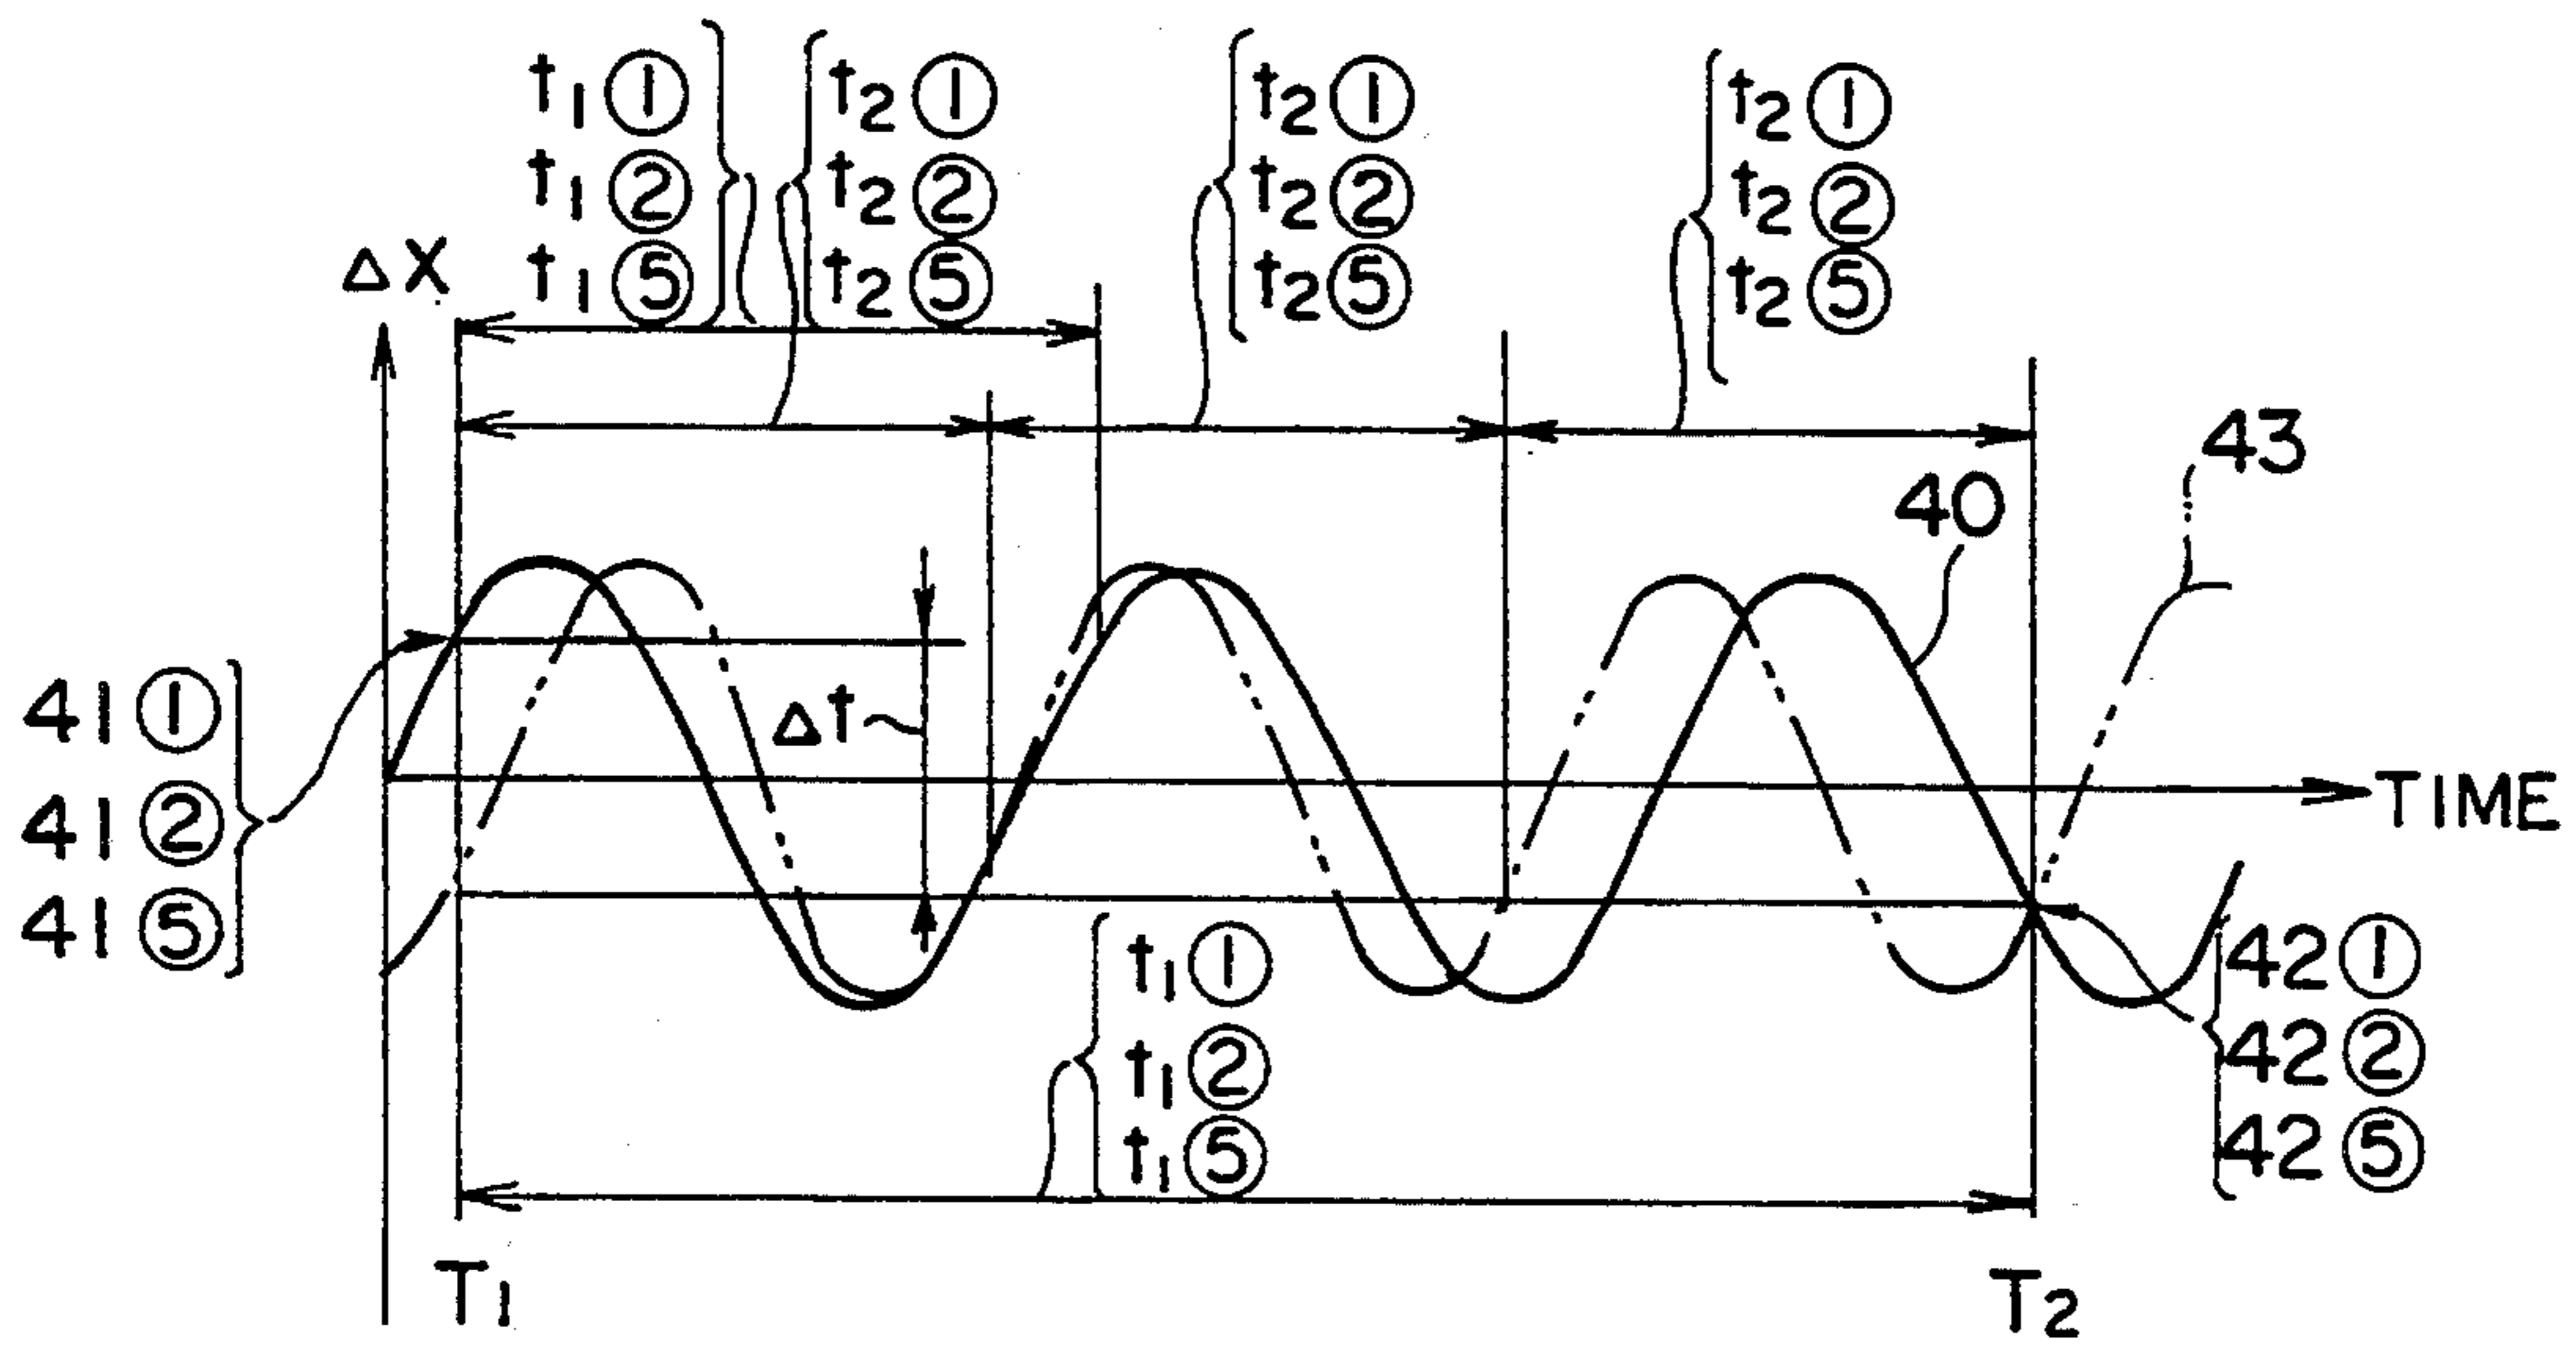 t₁① t₂① t₂① t₂①
t₁② t₂② t₂② t₂②
t₁⑤ t₂⑤ t₂⑤ t₂⑤
ΔX
43
40
41①
41②
41⑤
Δt
TIME
t₁①
t₁②
t₁⑤
42①
42②
42⑤
T₁ T₂